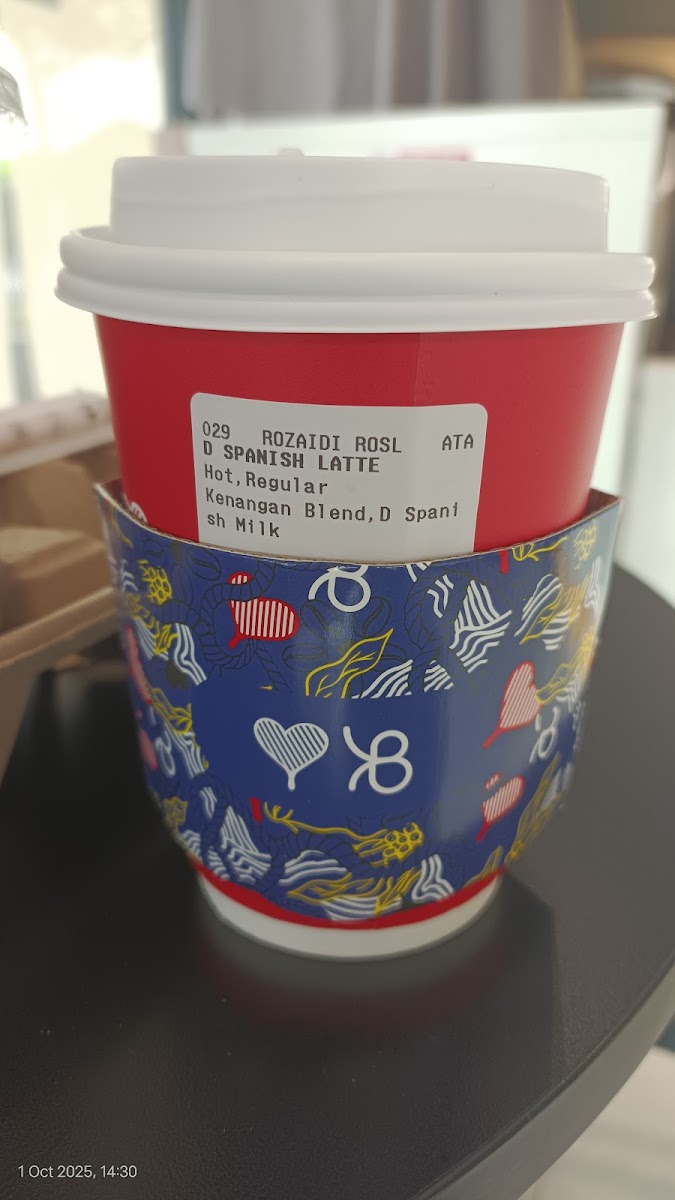 029 ROZAIDI ROSL ATA
D SPANISH LATTE
Hot,Regular
Kenangan Blend,D Spani
sh Milk
1 Oct 2025, 14:30